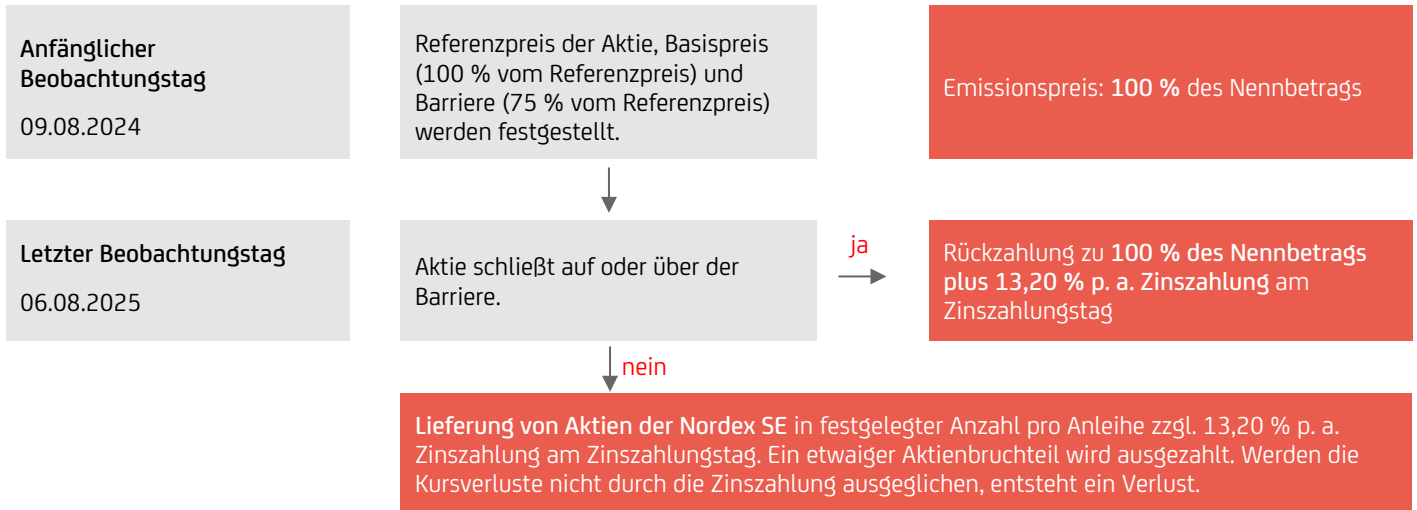 Anfänglicher
Beobachtungstag
09.08.2024
Referenzpreis der Aktie, Basispreis
(100 % vom Referenzpreis) und
Barriere (75 % vom Referenzpreis)
werden festgestellt.
Emissionspreis: 100 % des Nennbetrags
Letzter Beobachtungstag
06.08.2025
Aktie schließt auf oder über der
Barriere.
ja
Rückzahlung zu 100 % des Nennbetrags
plus 13,20 % p. a. Zinszahlung am
Zinszahlungstag
nein
Lieferung von Aktien der Nordex SE in festgelegter Anzahl pro Anleihe zzgl. 13,20 % p. a.
Zinszahlung am Zinszahlungstag. Ein etwaiger Aktienbruchteil wird ausgezahlt. Werden die
Kursverluste nicht durch die Zinszahlung ausgeglichen, entsteht ein Verlust.